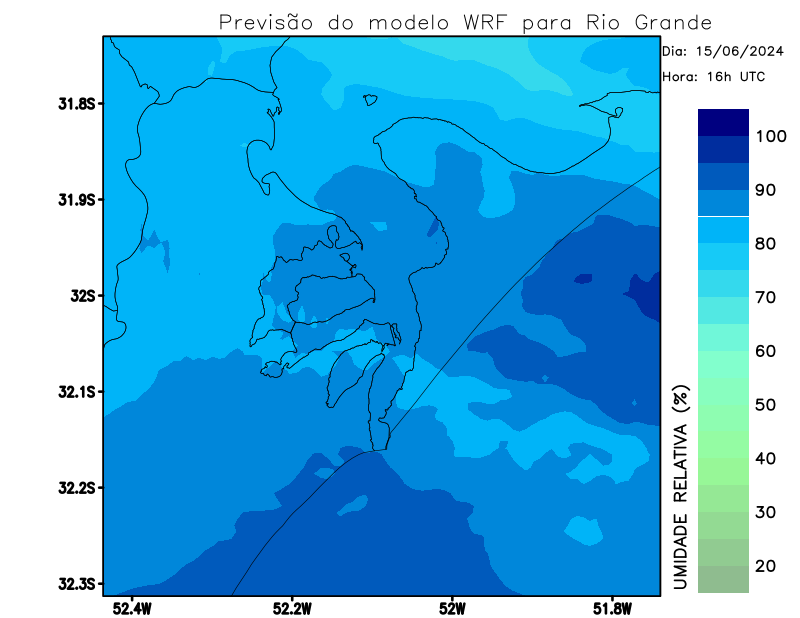 Previsão do modelo WRF para Rio Grande
Dia: 15/06/2024
Hora: 16h UTC
31.8S
31.9S
32S
32.1S
32.2S
32.3S
52.4W
52.2W
52W
51.8W
100
90
80
70
60
50
40
30
20
UMIDADE RELATIVA (%)